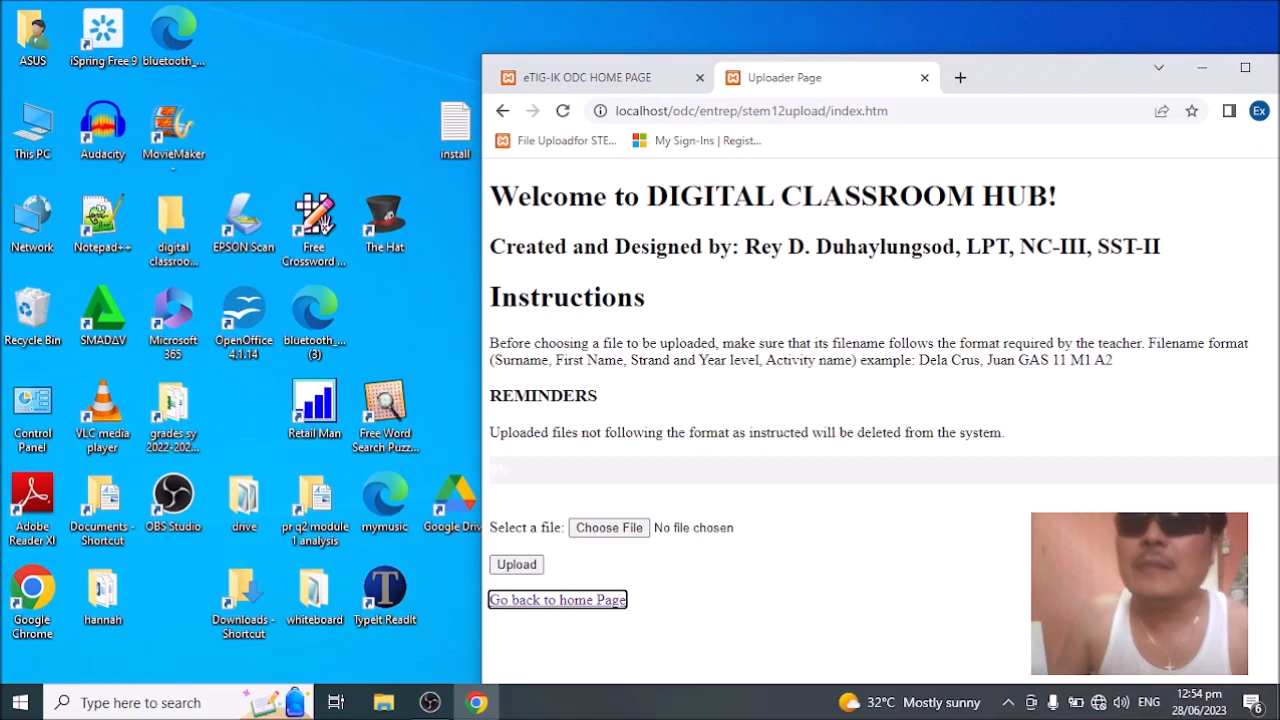 ASUS
iSpring Free 9
bluetooth_...
This PC
Audacity
MovieMaker
-
install
Network
Notepad++
digital
classroo...
EPSON Scan
Free
Crossword ...
The Hat
Recycle Bin
SMADΔV
Microsoft
365
OpenOffice
4.1.14
bluetooth_...
(3)
Control
Panel
VLC media
player
grades sy
2022-202...
Retail Man
Free Word
Search Puzz...
Adobe
Reader XI
Documents -
Shortcut
OBS Studio
drive
pr q2 module
1 analysis
mymusic
Google Driv
Google
Chrome
hannah
Downloads -
Shortcut
whiteboard
TypeIt ReadIt
eTIG-IK ODC HOME PAGE
Uploader Page
localhost/odc/entrep/stem12upload/index.htm
Ex
File Uploadfor STE...
My Sign-Ins | Regist...
Welcome to DIGITAL CLASSROOM HUB!
Created and Designed by: Rey D. Duhaylungsod, LPT, NC-III, SST-II
Instructions
Before choosing a file to be uploaded, make sure that its filename follows the format required by the teacher. Filename format
(Surname, First Name, Strand and Year level, Activity name) example: Dela Crus, Juan GAS 11 M1 A2
REMINDERS
Uploaded files not following the format as instructed will be deleted from the system.
0%
Select a file: Choose File No file chosen
Upload
Go back to home Page
Type here to search
32°C Mostly sunny
ENG
12:54 pm
28/06/2023
6